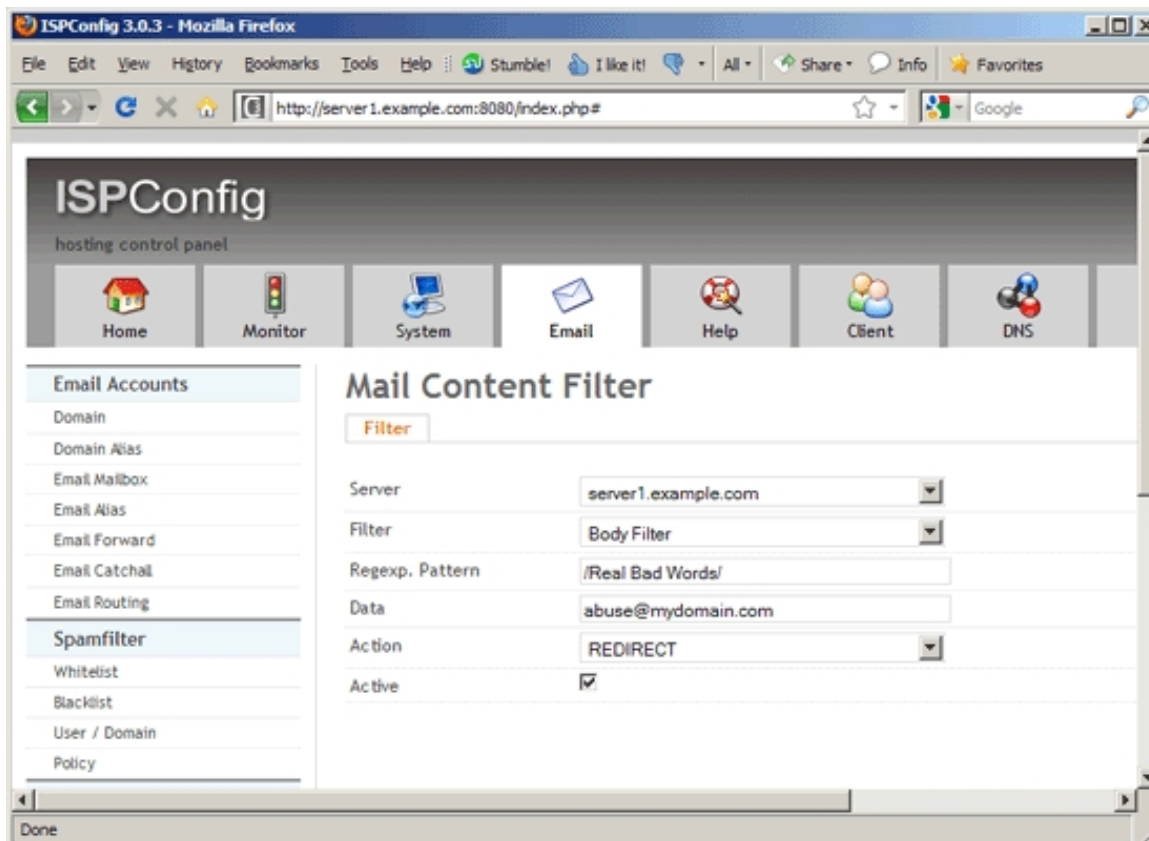 ISPConfig 3.0.3 - Mozilla Firefox
File Edit View History Bookmarks Tools Help Stumble! I like it! All Share Info Favorites
http://server1.example.com:8080/index.php# Google
ISPConfig
hosting control panel
Home Monitor System Email Help Client DNS
Email Accounts
Domain
Domain Alias
Email Mailbox
Email Alias
Email Forward
Email Catchall
Email Routing
Spamfilter
Whitelist
Blacklist
User / Domain
Policy
Mail Content Filter
Filter
Server server1.example.com
Filter Body Filter
Regexp. Pattern /Real Bad Words/
Data abuse@mydomain.com
Action REDIRECT
Active
Done